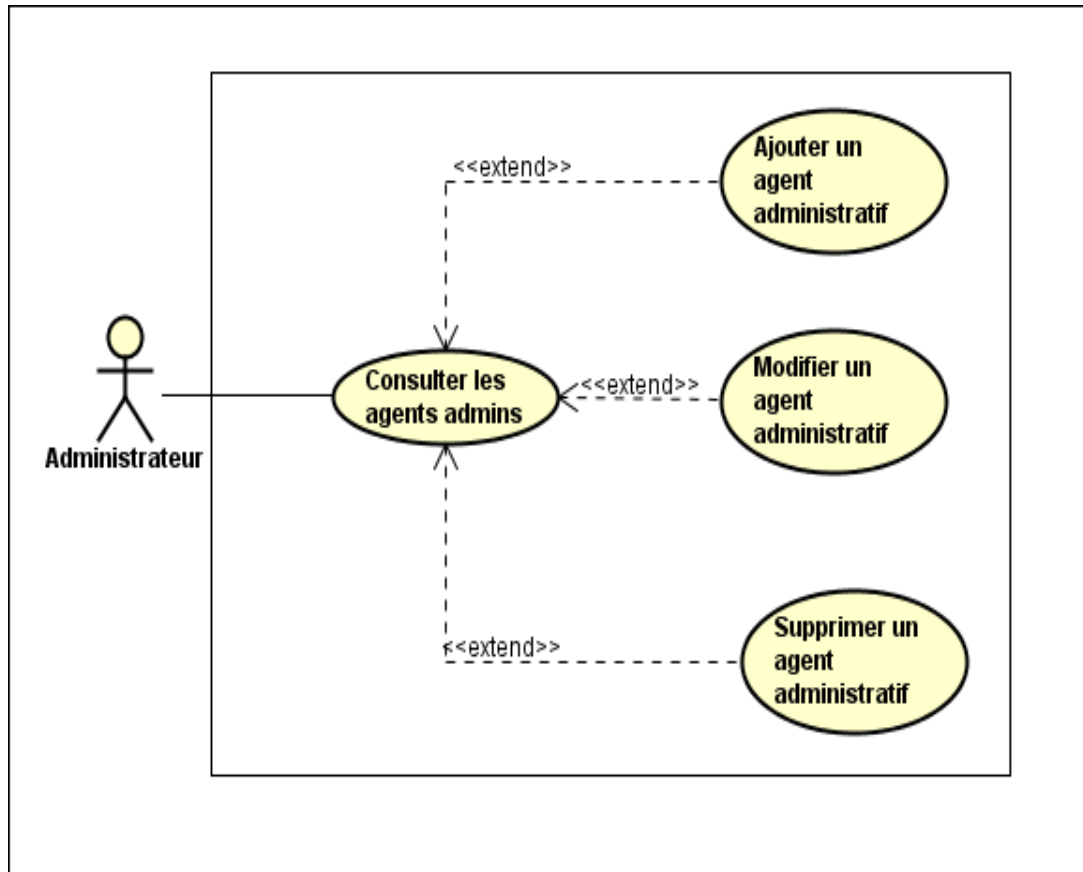 Ajouter un
agent
administratif
<<extend>>
Administrateur
Consulter les
agents admins
<<extend>>
Modifier un
agent
administratif
<<extend>>
Supprimer un
agent
administratif